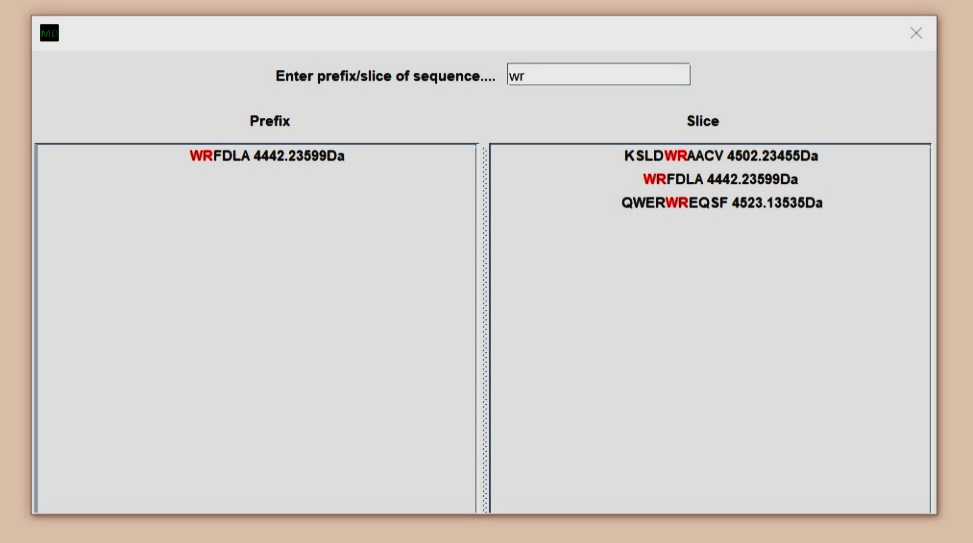 MD
Enter prefix/slice of sequence.... wr
Prefix
Slice
WRFDLA 4442.23599Da
KSLDWRAACV 4502.23455Da
WRFDLA 4442.23599Da
QWERWREQSF 4523.13535Da